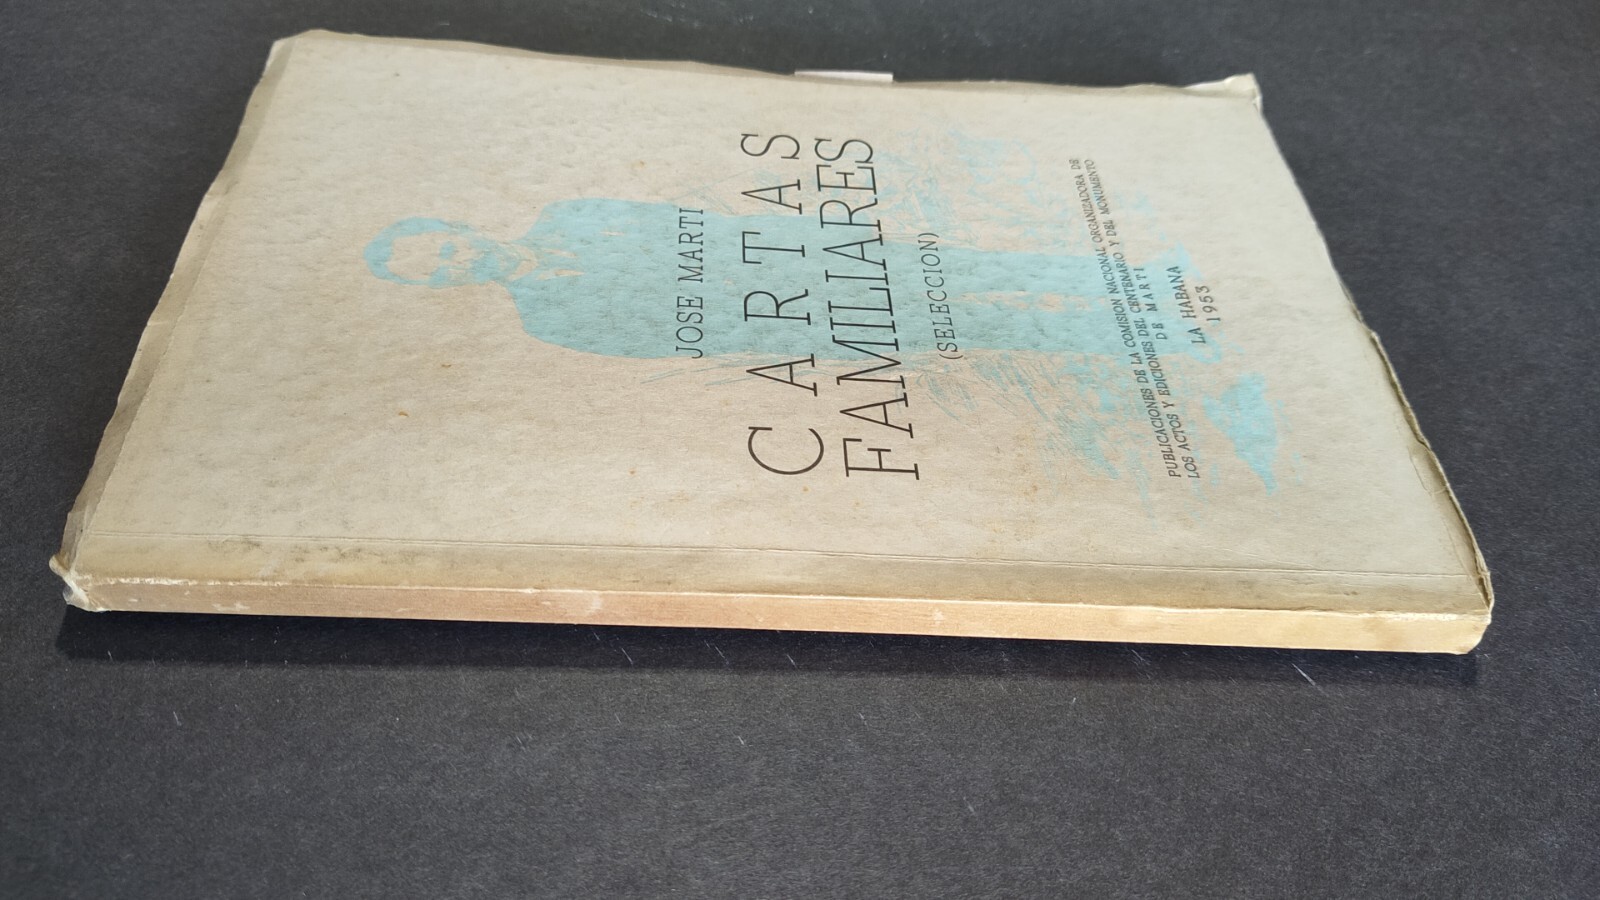 JOSE MARTI
CARTAS
FAMILIARES
(SELECCION)
PUBLICACIONES DE LA COMISION NACIONAL ORGANIZADORA DE
LOS ACTOS Y EDICIONES DEL CENTENARIO Y DEL MONUMENTO
DE MARTI
LA HABANA
1953